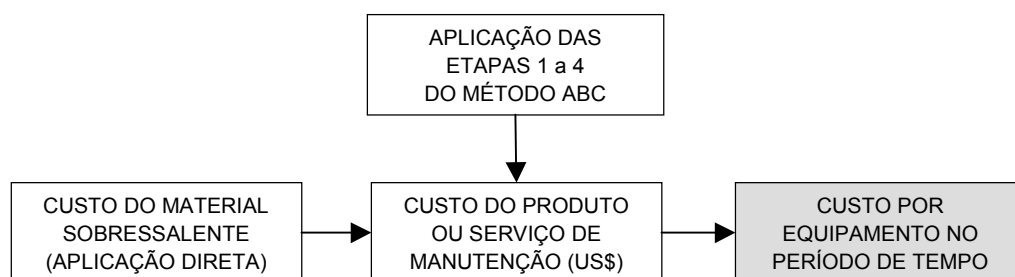 APLICAÇÃO DAS
ETAPAS 1 a 4
DO MÉTODO ABC
CUSTO DO MATERIAL
SOBRESSALENTE
(APLICAÇÃO DIRETA)
CUSTO DO PRODUTO
OU SERVIÇO DE
MANUTENÇÃO (US$)
CUSTO POR
EQUIPAMENTO NO
PERÍODO DE TEMPO